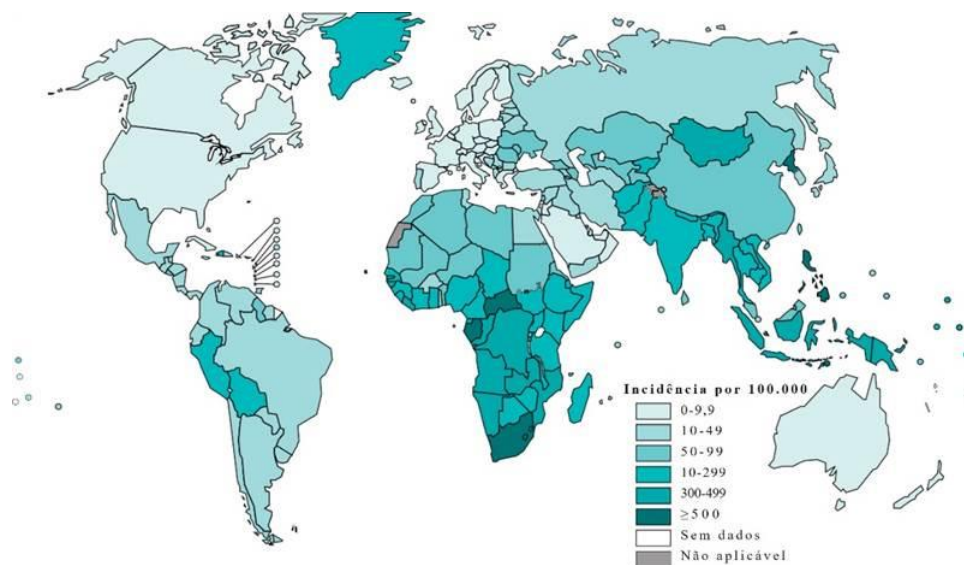 Incidência por 100.000
0-9,9
10-49
50-99
10-299
300-499
≥500
Sem dados
Não aplicável